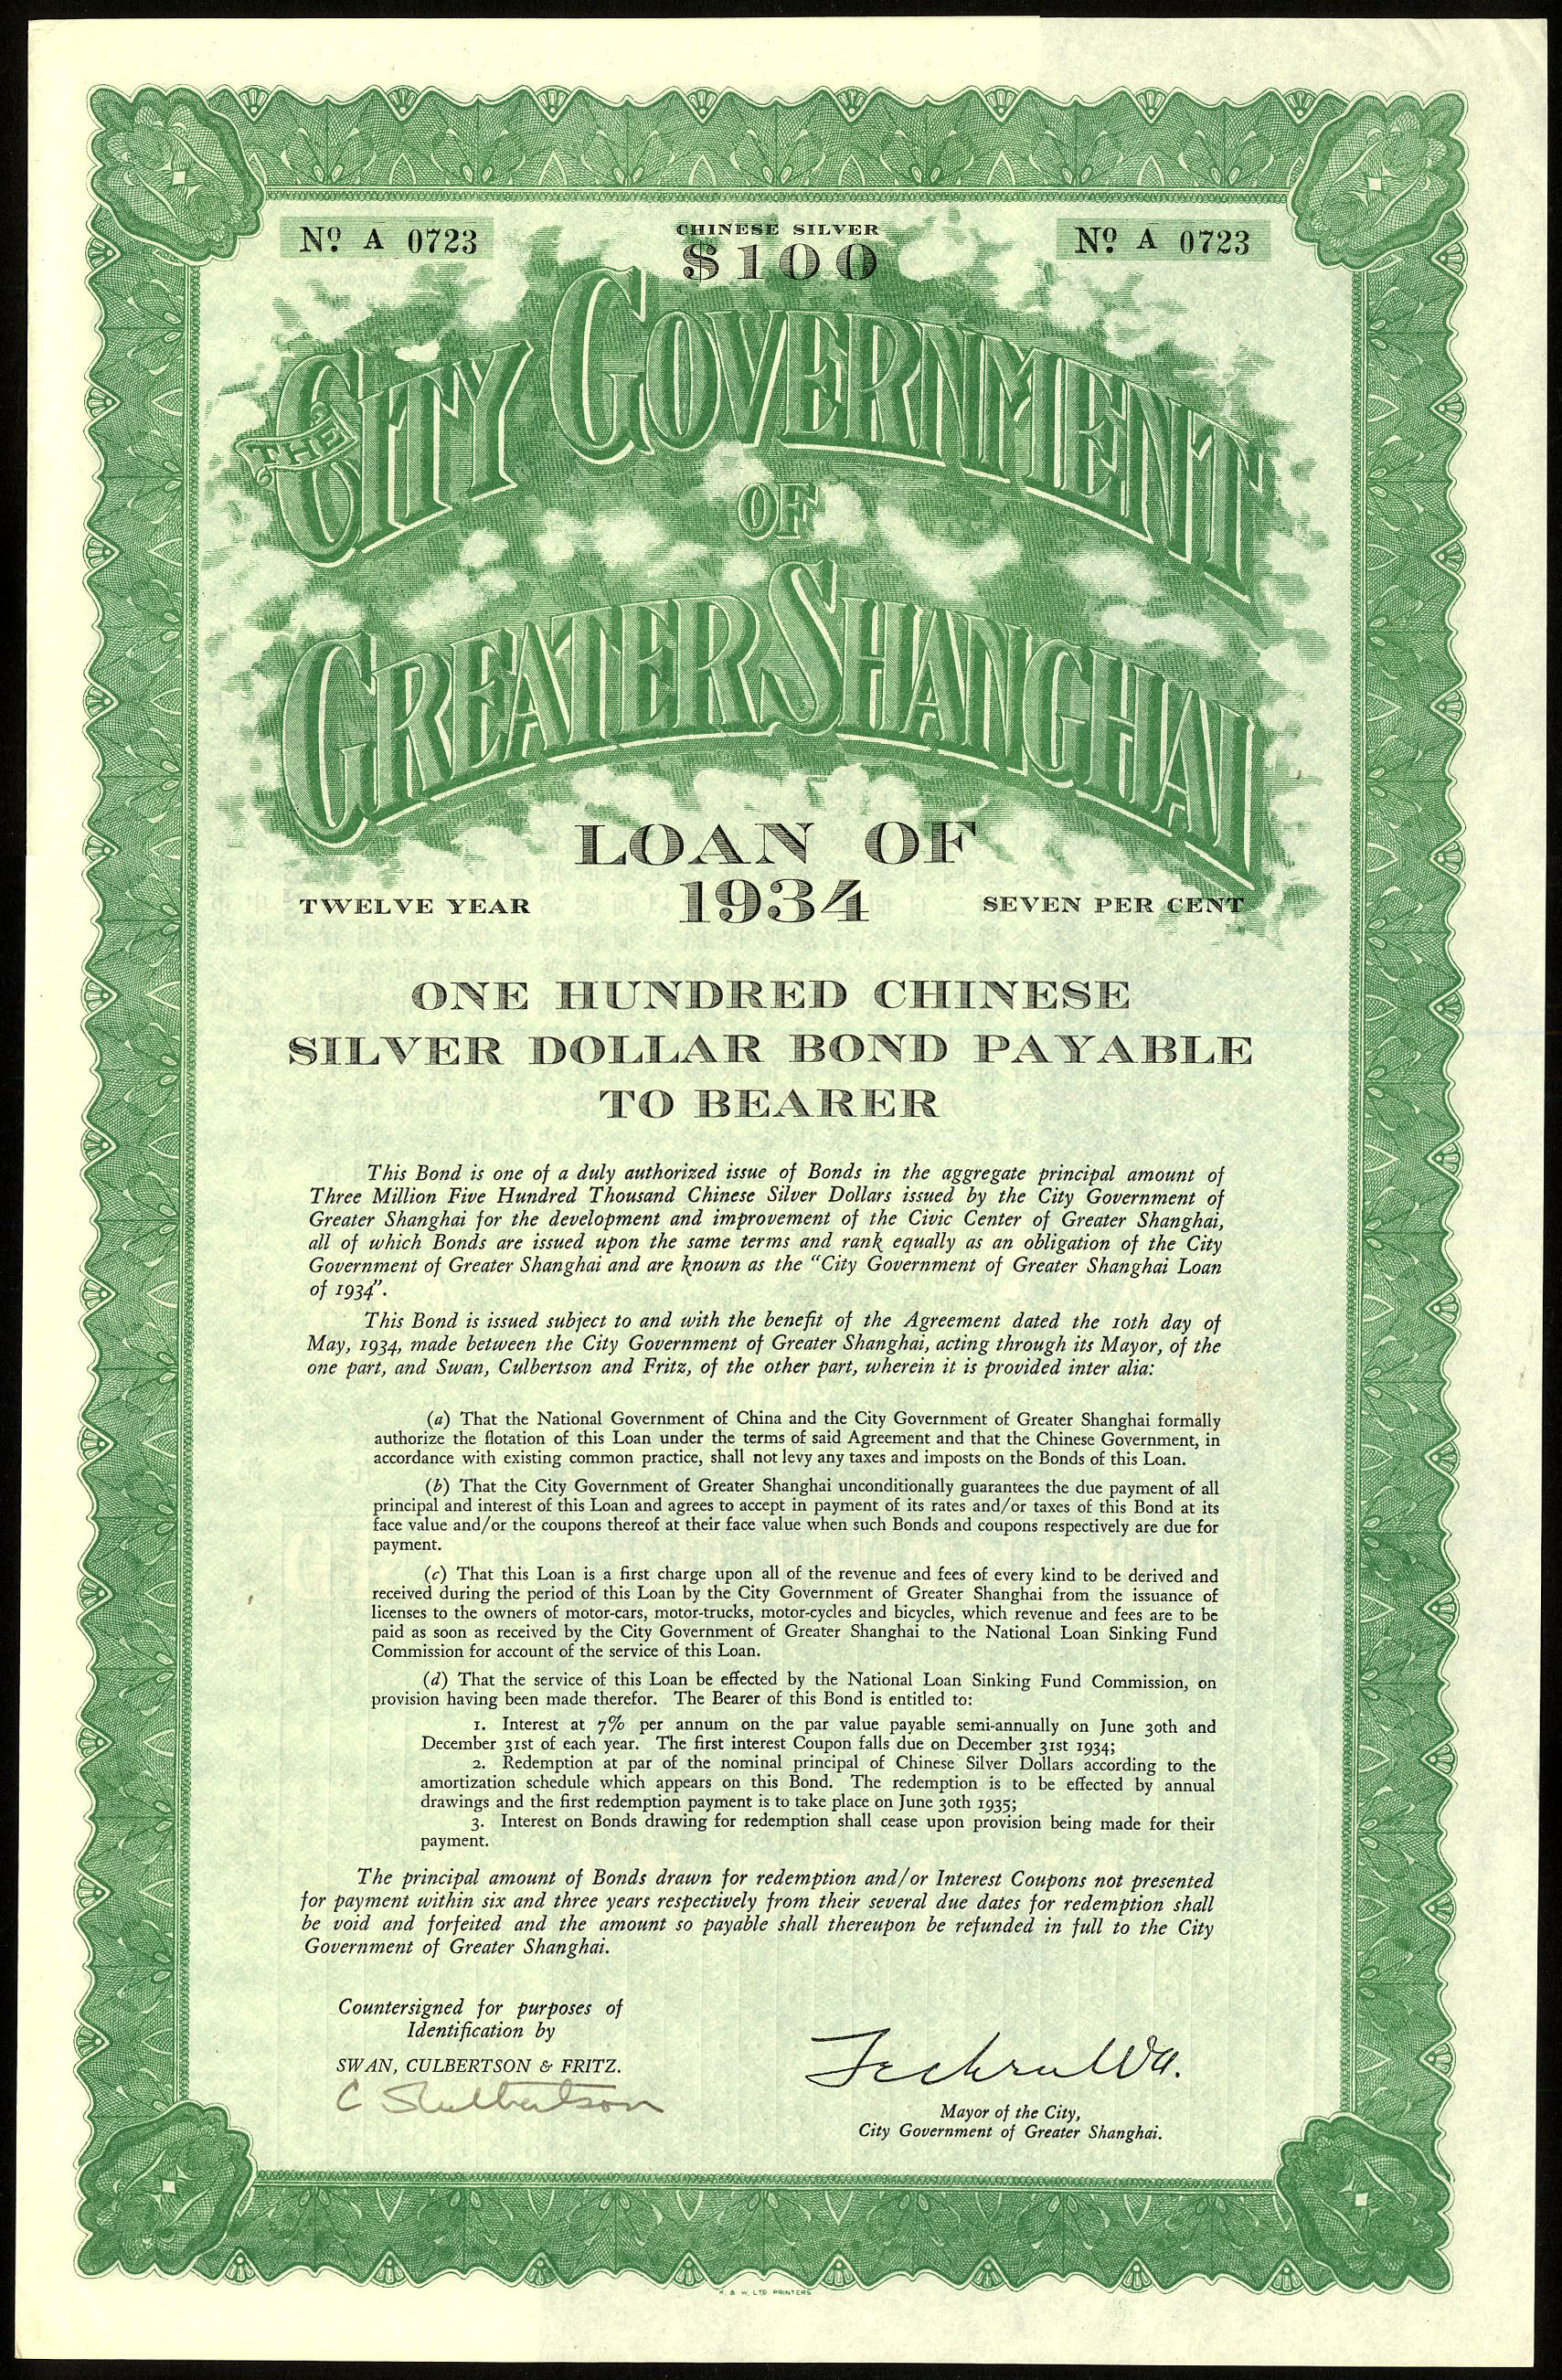 Nº A 0723
CHINESE SILVER
$100
Nº A 0723
THE CITY GOVERNMENT
OF
GREATER SHANGHAI
LOAN OF
1934
TWELVE YEAR
SEVEN PER CENT
ONE HUNDRED CHINESE
SILVER DOLLAR BOND PAYABLE
TO BEARER
This Bond is one of a duly authorized issue of Bonds in the aggregate principal amount of
Three Million Five Hundred Thousand Chinese Silver Dollars issued by the City Government of
Greater Shanghai for the development and improvement of the Civic Center of Greater Shanghai,
all of which Bonds are issued upon the same terms and rank equally as an obligation of the City
Government of Greater Shanghai and are known as the "City Government of Greater Shanghai Loan
of 1934".
This Bond is issued subject to and with the benefit of the Agreement dated the 10th day of
May, 1934, made between the City Government of Greater Shanghai, acting through its Mayor, of the
one part, and Swan, Culbertson and Fritz, of the other part, wherein it is provided inter alia:
(a) That the National Government of China and the City Government of Greater Shanghai formally
authorize the flotation of this Loan under the terms of said Agreement and that the Chinese Government, in
accordance with existing common practice, shall not levy any taxes and imposts on the Bonds of this Loan.
(b) That the City Government of Greater Shanghai unconditionally guarantees the due payment of all
principal and interest of this Loan and agrees to accept in payment of its rates and/or taxes of this Bond at its
face value and/or the coupons thereof at their face value when such Bonds and coupons respectively are due for
payment.
(c) That this Loan is a first charge upon all of the revenue and fees of every kind to be derived and
received during the period of this Loan by the City Government of Greater Shanghai from the issuance of
licenses to the owners of motor-cars, motor-trucks, motor-cycles and bicycles, which revenue and fees are to be
paid as soon as received by the City Government of Greater Shanghai to the National Loan Sinking Fund
Commission for account of the service of this Loan.
(d) That the service of this Loan be effected by the National Loan Sinking Fund Commission, on
provision having been made therefor. The Bearer of this Bond is entitled to:
1. Interest at 7% per annum on the par value payable semi-annually on June 30th and
December 31st of each year. The first interest Coupon falls due on December 31st 1934;
2. Redemption at par of the nominal principal of Chinese Silver Dollars according to the
amortization schedule which appears on this Bond. The redemption is to be effected by annual
drawings and the first redemption payment is to take place on June 30th 1935;
3. Interest on Bonds drawing for redemption shall cease upon provision being made for their
payment.
The principal amount of Bonds drawn for redemption and/or Interest Coupons not presented
for payment within six and three years respectively from their several due dates for redemption shall
be void and forfeited and the amount so payable shall thereupon be refunded in full to the City
Government of Greater Shanghai.
Countersigned for purposes of
Identification by
SWAN, CULBERTSON & FRITZ.
C S Culbertson
Mayor of the City,
City Government of Greater Shanghai.
K. & W. LTD PRINTERS